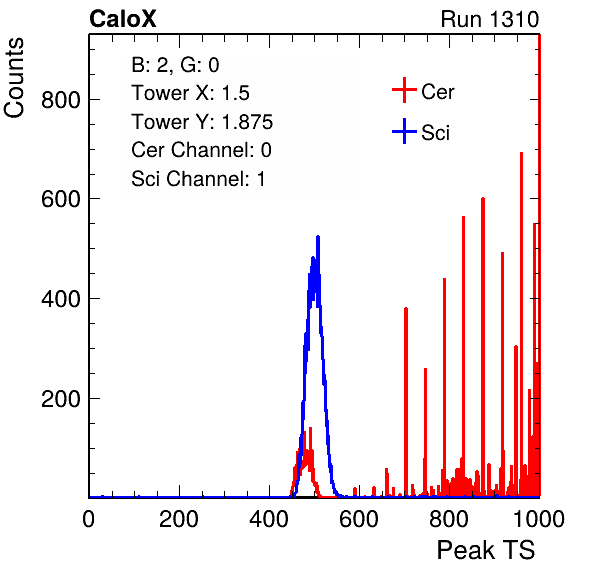 CaloX Run 1310
Counts
B: 2, G: 0
Tower X: 1.5
Tower Y: 1.875
Cer Channel: 0
Sci Channel: 1
Cer
Sci
800
600
400
200
0 200 400 600 800 1000
Peak TS